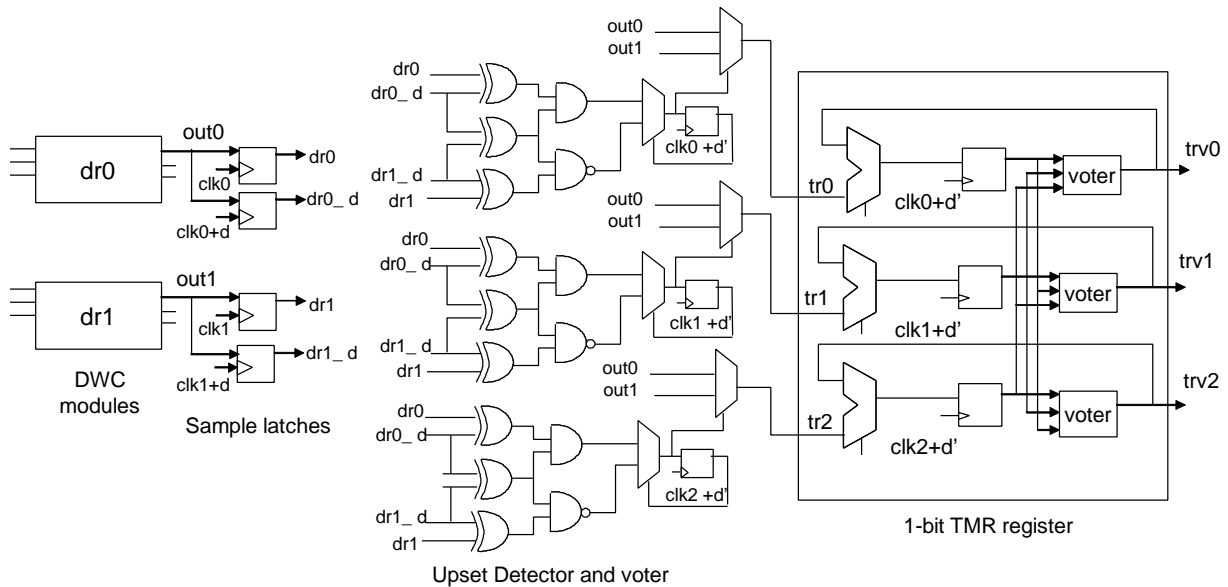 out0
dr0
dr0
clk0
dr0_ d
clk0+d
out1
dr1
dr1
clk1
dr1_ d
clk1+d
DWC
modules
Sample latches
out0
out1
dr0
dr0_ d
dr1_ d
dr1
clk0 +d'
out0
out1
dr0
dr0_ d
dr1_ d
dr1
clk1 +d'
out0
out1
dr0
dr0_ d
dr1_ d
dr1
clk2 +d'
Upset Detector and voter
tr0
clk0+d'
voter
trv0
tr1
clk1+d'
voter
trv1
tr2
clk2+d'
voter
trv2
1-bit TMR register